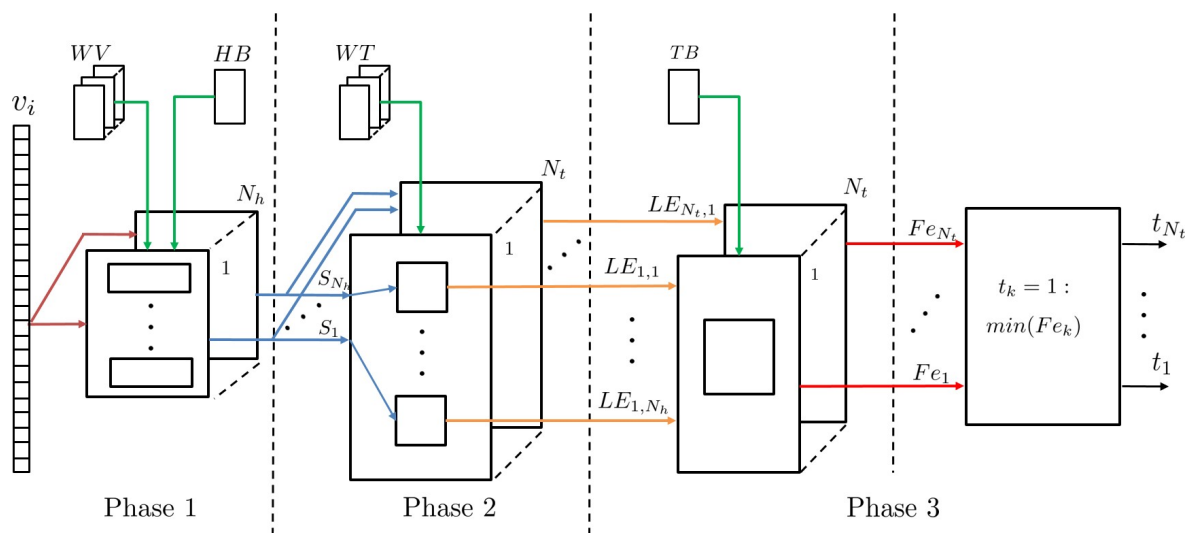 WV
HB
WT
TB
v_i
N_h
N_t
N_t
1
1
1
LE_{N_t,1}
Fe_{N_t}
t_{N_t}
S_{N_h}
LE_{1,1}
S_1
t_k = 1 :
min(Fe_k)
Fe_1
t_1
LE_{1,N_h}
Phase 1
Phase 2
Phase 3